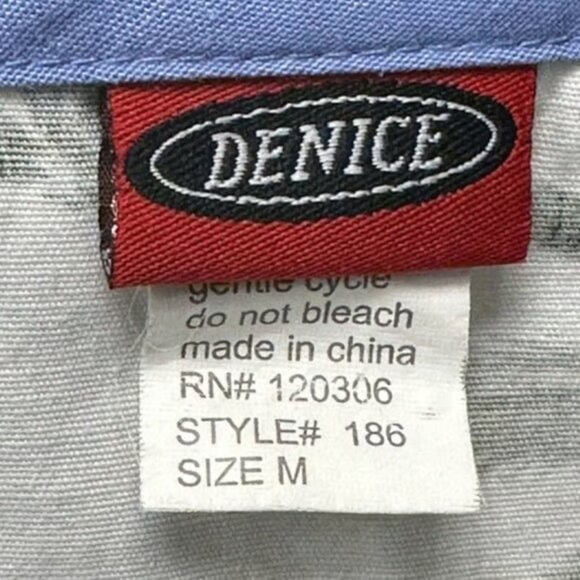 DENICE
gentle cycle
do not bleach
made in china
RN# 120306
STYLE# 186
SIZE M